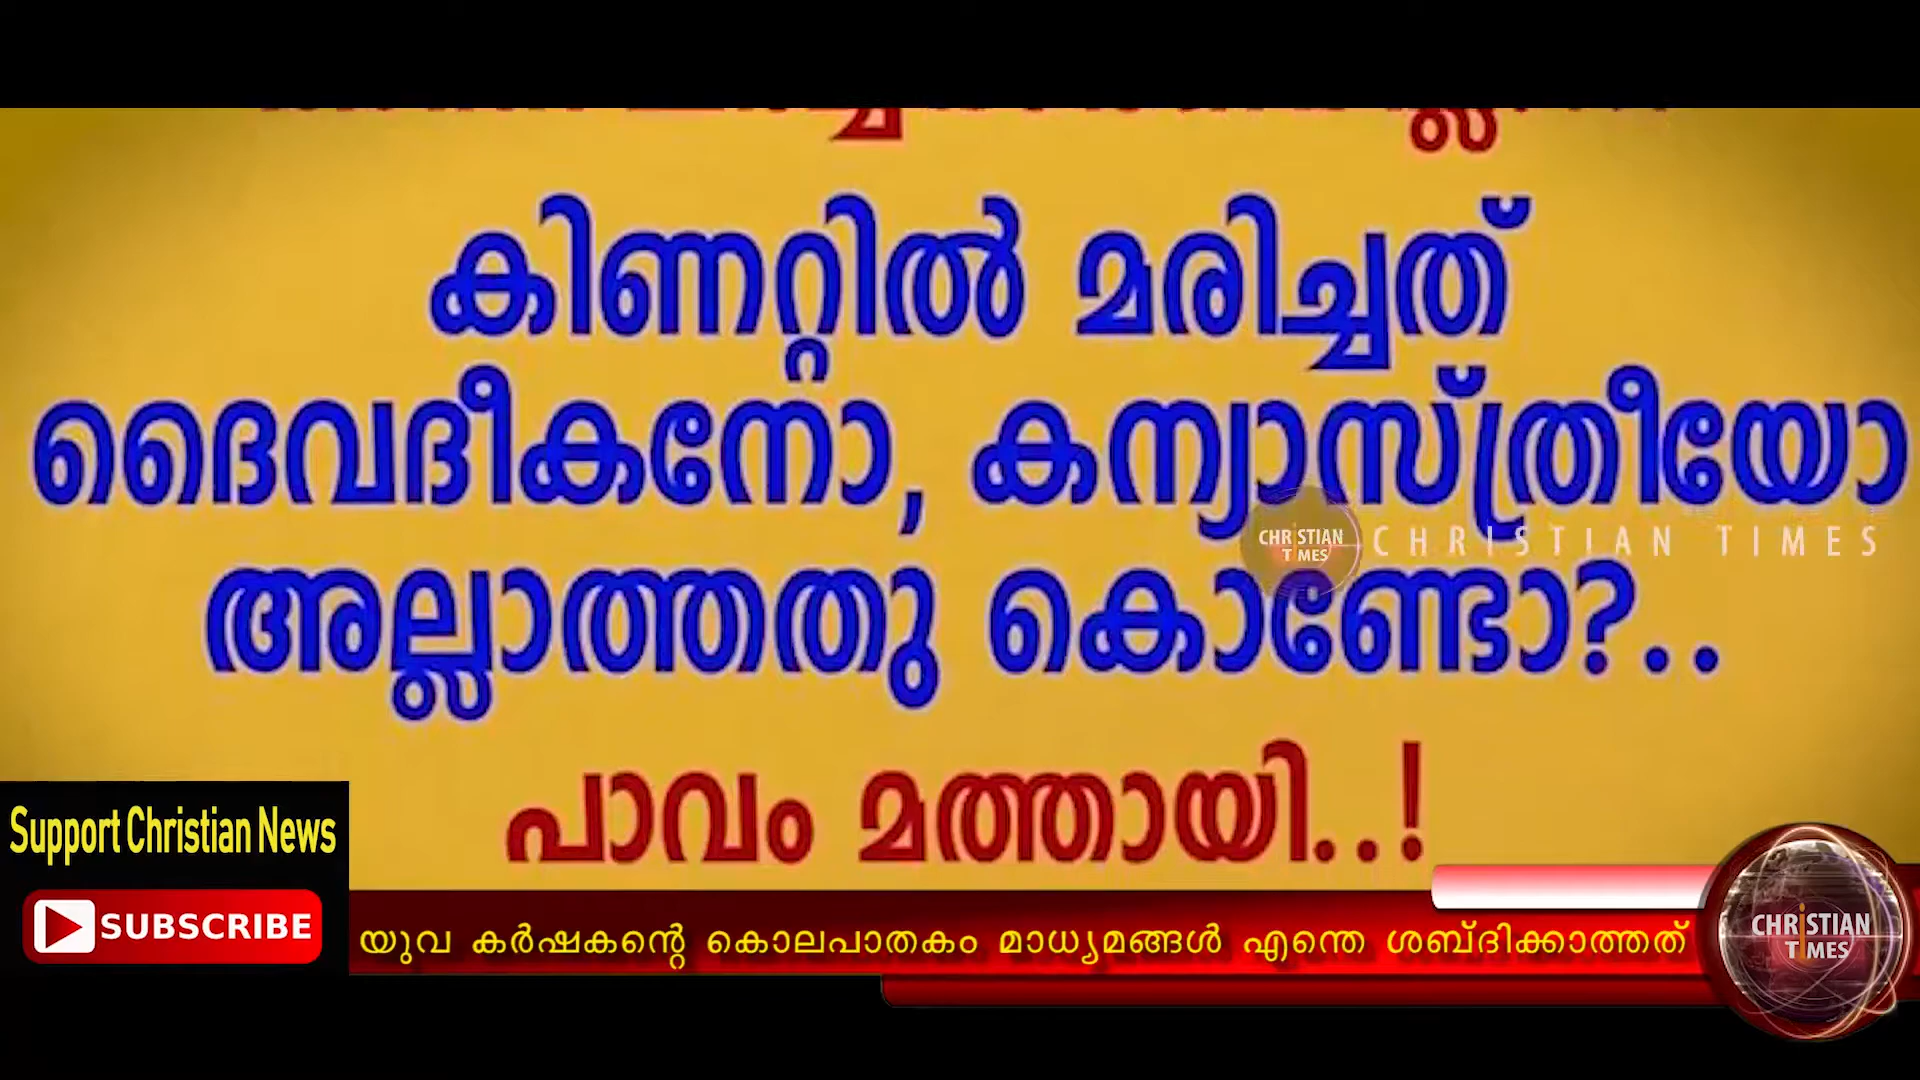 കിണറ്റിൽ മരിച്ചത്
ദൈവദീകനോ, കന്യാസ്ത്രീയോ
CHRISTIAN TIMES
CHRISTIAN TIMES
അല്ലാത്തതു കൊണ്ടോ?..
പാവം മത്തായി..!
Support Christian News
SUBSCRIBE
യുവ കർഷകന്റെ കൊലപാതകം മാധ്യമങ്ങൾ എന്തെ ശബ്ദിക്കാത്തത്
CHRISTIAN
TIMES